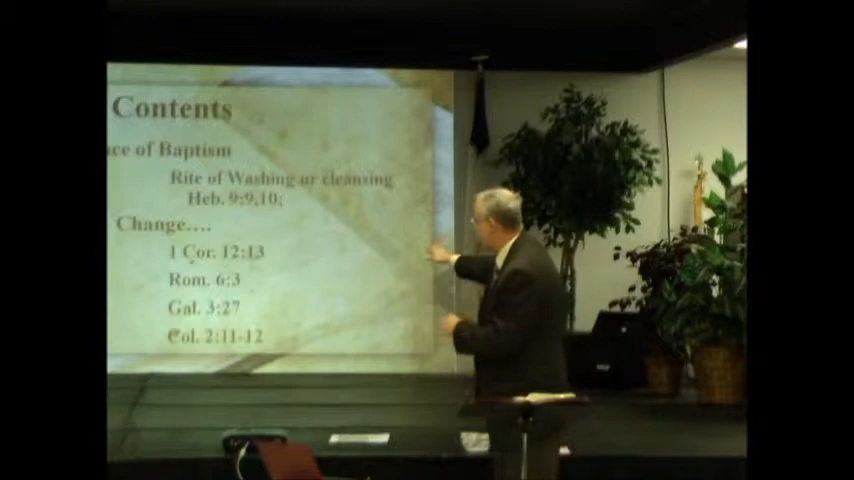 Contents
ce of Baptism
Rite of Washing or cleansing
Heb. 9:9,10;
Change....
1 Cor. 12:13
Rom. 6:3
Gal. 3:27
Col. 2:11-12